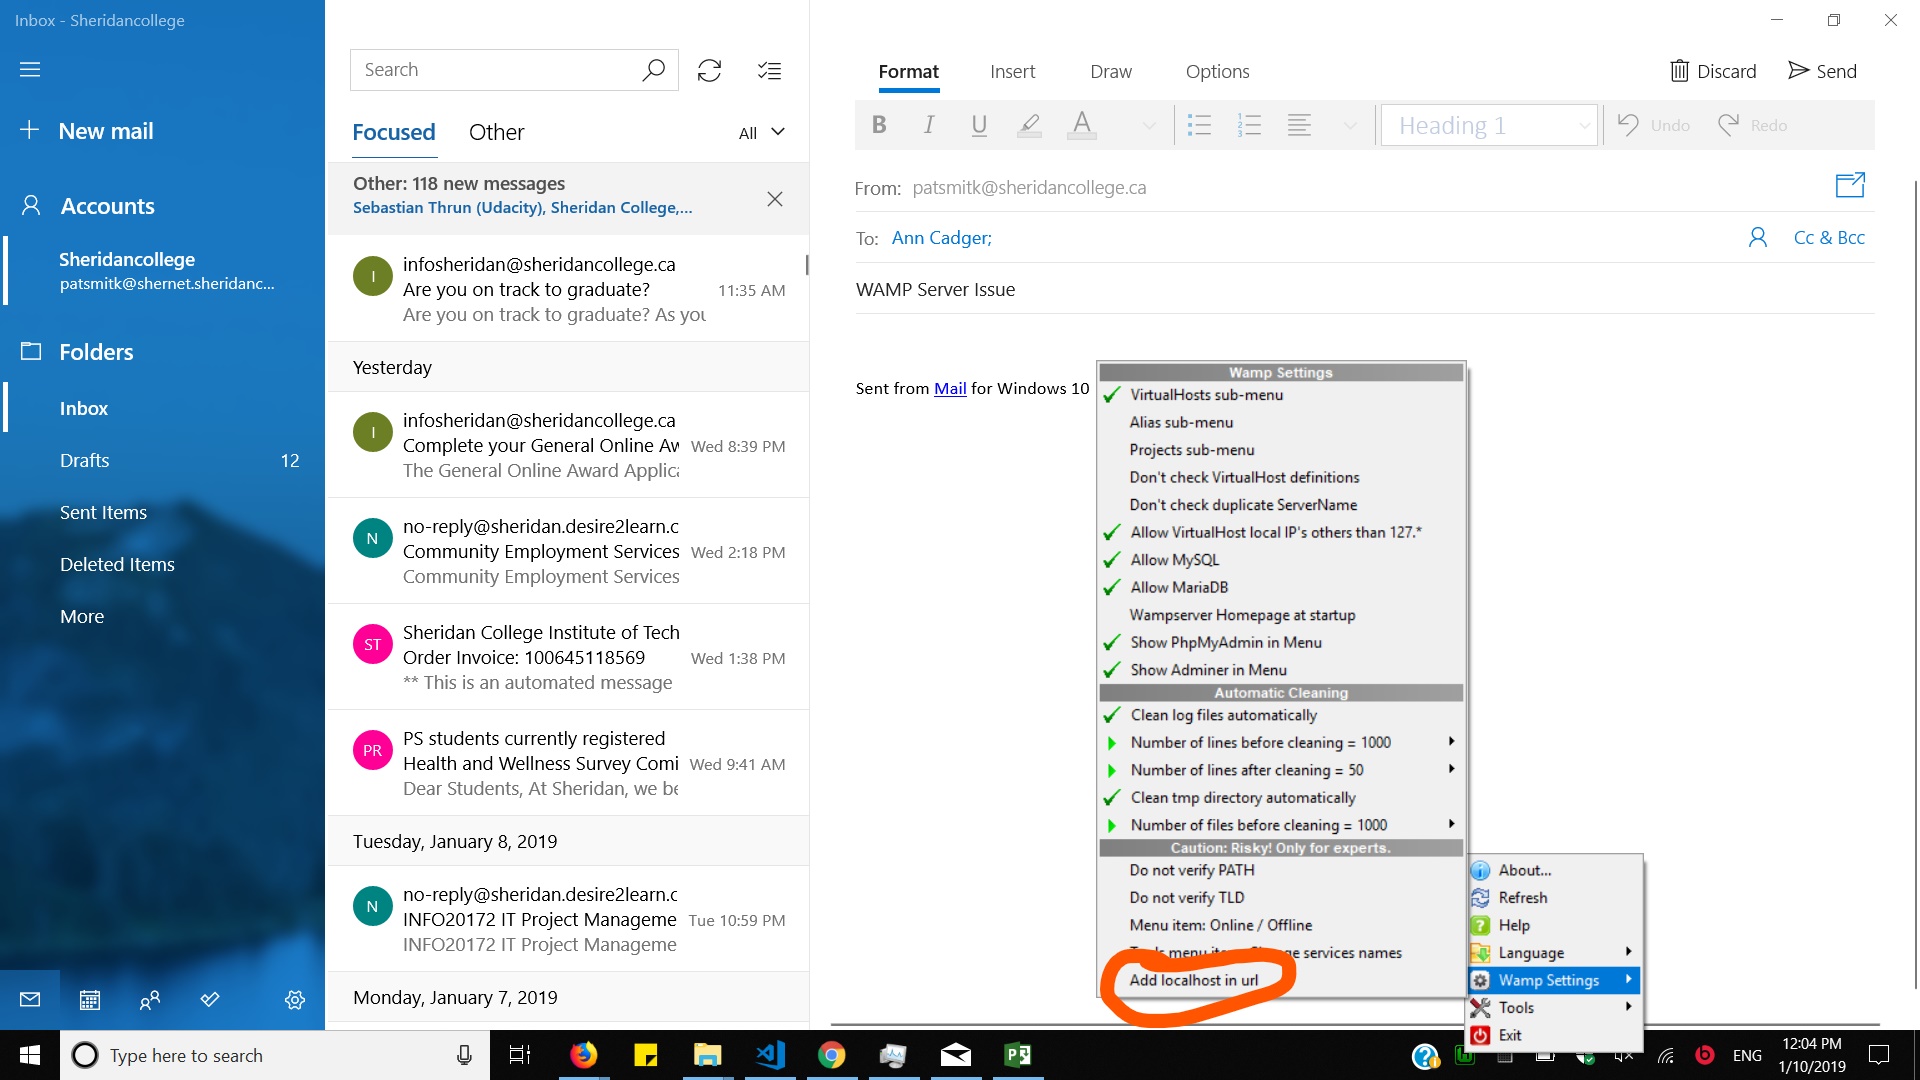 Inbox - Sheridancollege
New mail
Accounts
Sheridancollege
patsmitk@shernet.sheridanc...
Folders
Inbox
Drafts 12
Sent Items
Deleted Items
More
Search
Focused Other All
Other: 118 new messages
Sebastian Thrun (Udacity), Sheridan College,...
I
infosheridan@sheridancollege.ca
Are you on track to graduate? 11:35 AM
Are you on track to graduate? As you
Yesterday
I
infosheridan@sheridancollege.ca
Complete your General Online Aw Wed 8:39 PM
The General Online Award Applica
N
no-reply@sheridan.desire2learn.c
Community Employment Services Wed 2:18 PM
Community Employment Services
ST
Sheridan College Institute of Tech
Order Invoice: 100645118569 Wed 1:38 PM
** This is an automated message
PR
PS students currently registered
Health and Wellness Survey Comi Wed 9:41 AM
Dear Students, At Sheridan, we be
Tuesday, January 8, 2019
N
no-reply@sheridan.desire2learn.c
INFO20172 IT Project Manageme Tue 10:59 PM
INFO20172 IT Project Manageme
Monday, January 7, 2019
Format Insert Draw Options Discard Send
B I U A Heading 1 Undo Redo
From: patsmitk@sheridancollege.ca
To: Ann Cadger; Cc & Bcc
WAMP Server Issue
Sent from Mail for Windows 10
Wamp Settings
VirtualHosts sub-menu
Alias sub-menu
Projects sub-menu
Don't check VirtualHost definitions
Don't check duplicate ServerName
Allow VirtualHost local IP's others than 127.*
Allow MySQL
Allow MariaDB
Wampserver Homepage at startup
Show PhpMyAdmin in Menu
Show Adminer in Menu
Automatic Cleaning
Clean log files automatically
Number of lines before cleaning = 1000
Number of lines after cleaning = 50
Clean tmp directory automatically
Number of files before cleaning = 1000
Caution: Risky! Only for experts.
Do not verify PATH
Do not verify TLD
Menu item: Online / Offline
menu services names
Add localhost in url
About...
Refresh
Help
Language
Wamp Settings
Tools
Exit
Type here to search
ENG
12:04 PM
1/10/2019